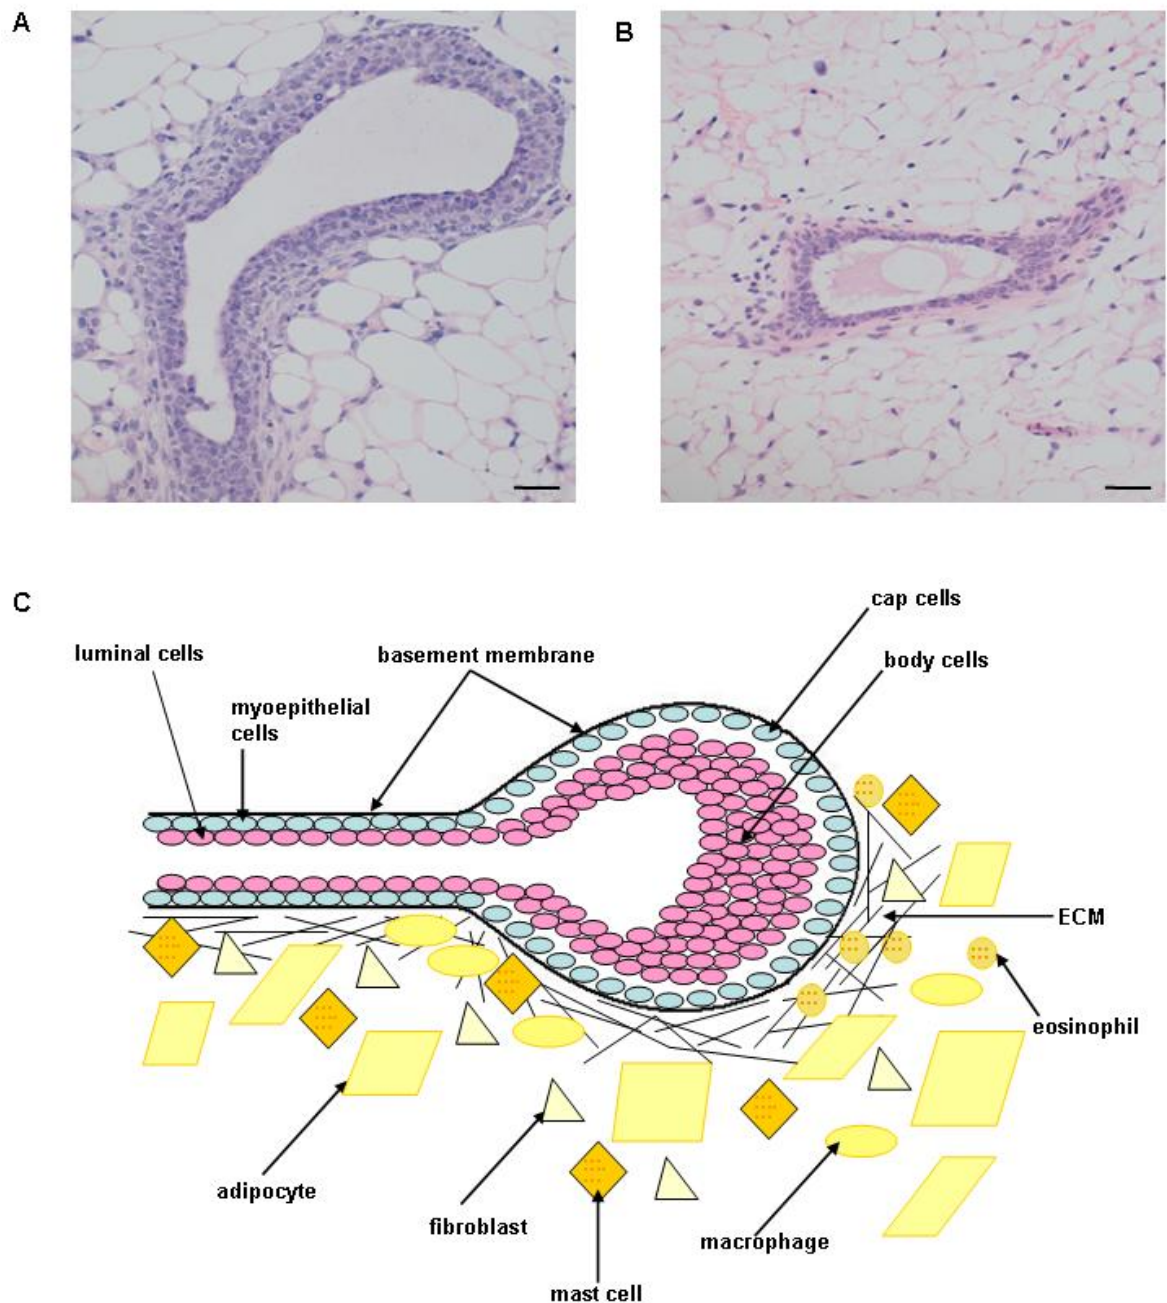 A
B
C
cap cells
luminal cells
basement membrane
body cells
myoepithelial
cells
ECM
eosinophil
adipocyte
fibroblast
macrophage
mast cell